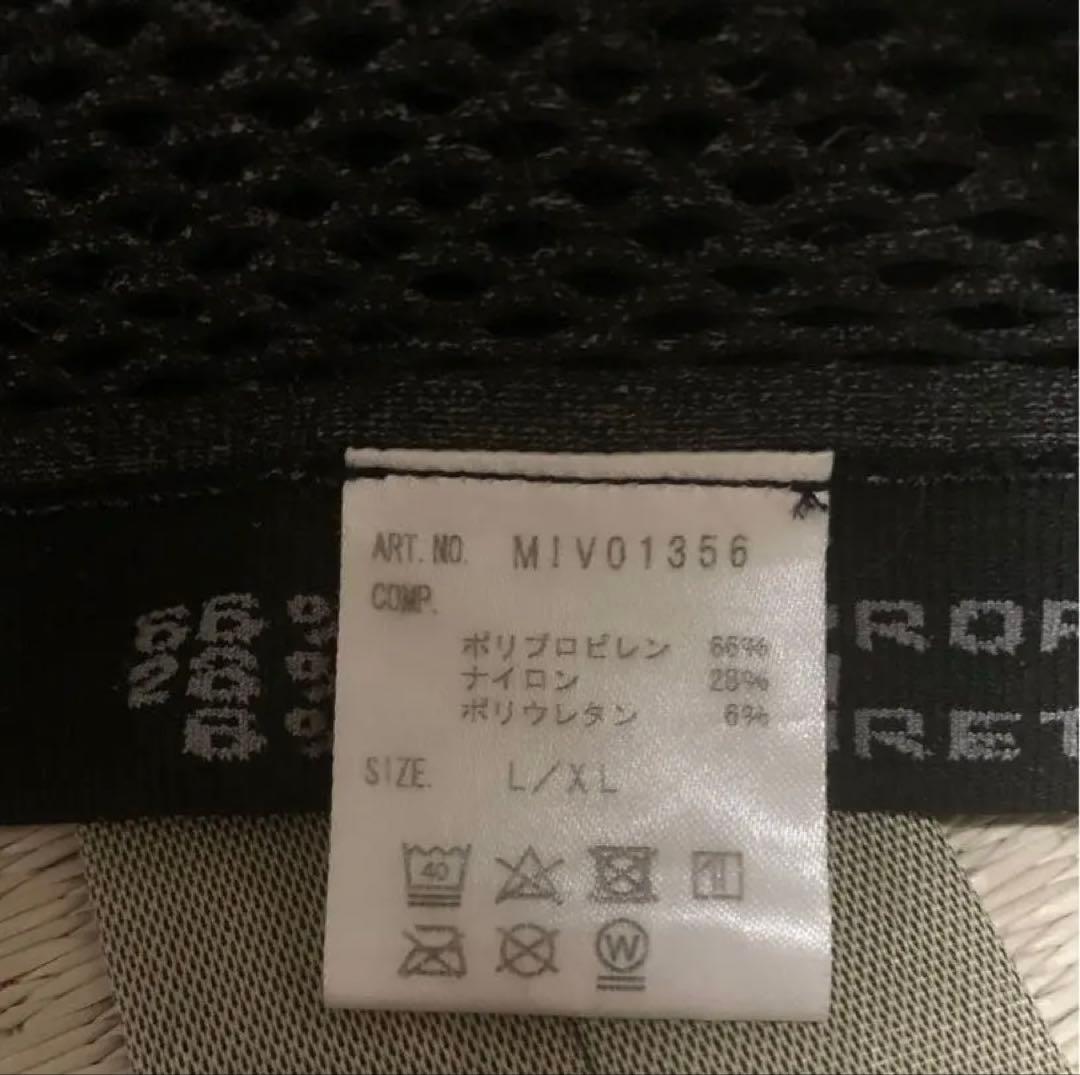 ART. NO. MIV01356
COMP.
ポリプロピレン 66%
ナイロン 28%
ポリウレタン 6%
SIZE. L/XL
40
W